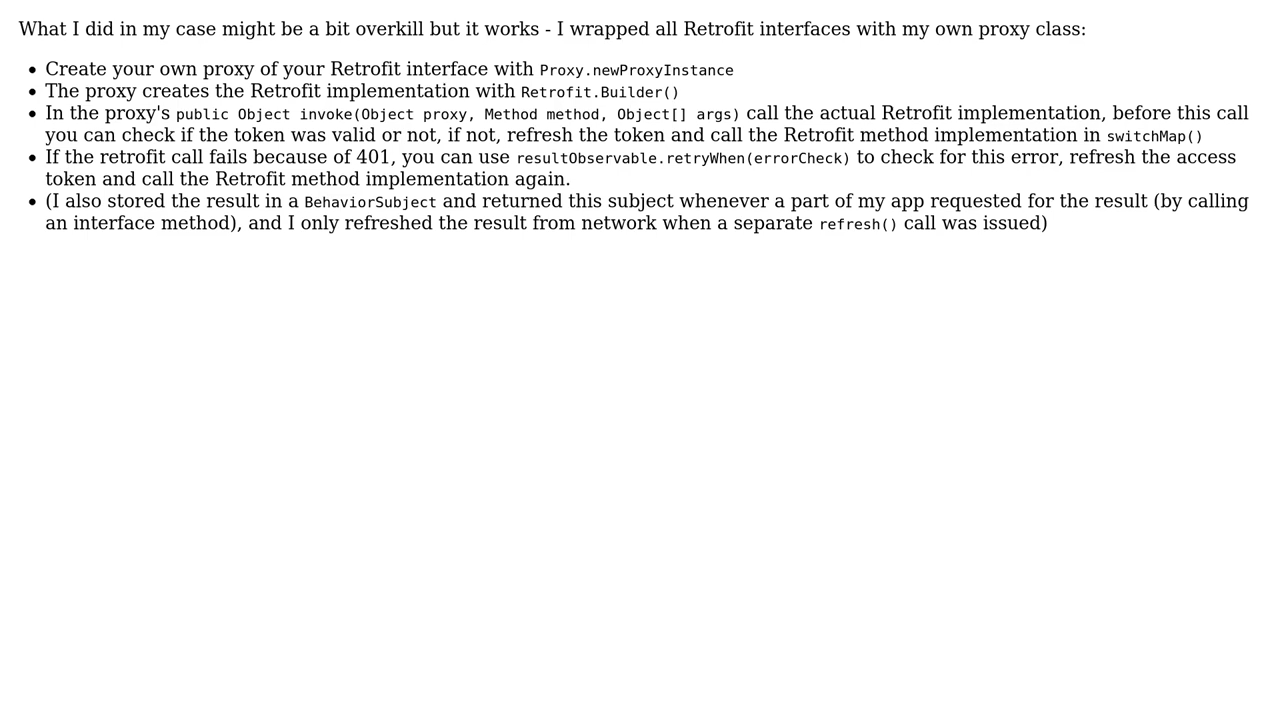 What I did in my case might be a bit overkill but it works - I wrapped all Retrofit interfaces with my own proxy class:
• Create your own proxy of your Retrofit interface with Proxy.newProxyInstance
• The proxy creates the Retrofit implementation with Retrofit.Builder()
• In the proxy's public Object invoke(Object proxy, Method method, Object[] args) call the actual Retrofit implementation, before this call
you can check if the token was valid or not, if not, refresh the token and call the Retrofit method implementation in switchMap()
• If the retrofit call fails because of 401, you can use resultObservable.retryWhen(errorCheck) to check for this error, refresh the access
token and call the Retrofit method implementation again.
• (I also stored the result in a BehaviorSubject and returned this subject whenever a part of my app requested for the result (by calling
an interface method), and I only refreshed the result from network when a separate refresh() call was issued)